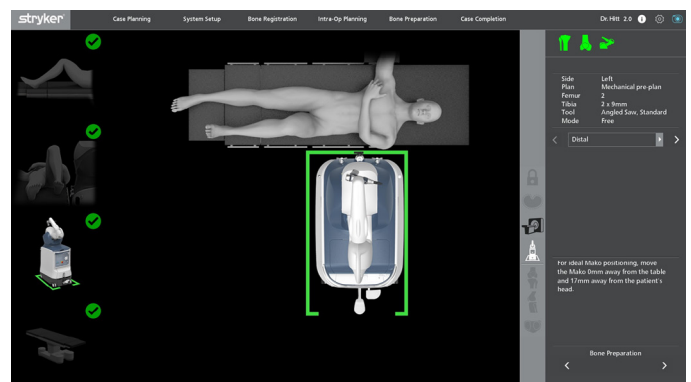 stryker
Case Planning
System Setup
Bone Registration
Intra-Op Planning
Bone Preparation
Case Completion
Dr. HItt 2.0
Side Left
Plan Mechanical pre-plan
Femur 2
Tibia 2 x 9mm
Tool Angled Saw, Standard
Mode Free
Distal
For ideal Mako positioning, move
the Mako 0mm away from the table
and 17mm away from the patient's
head.
Bone Preparation